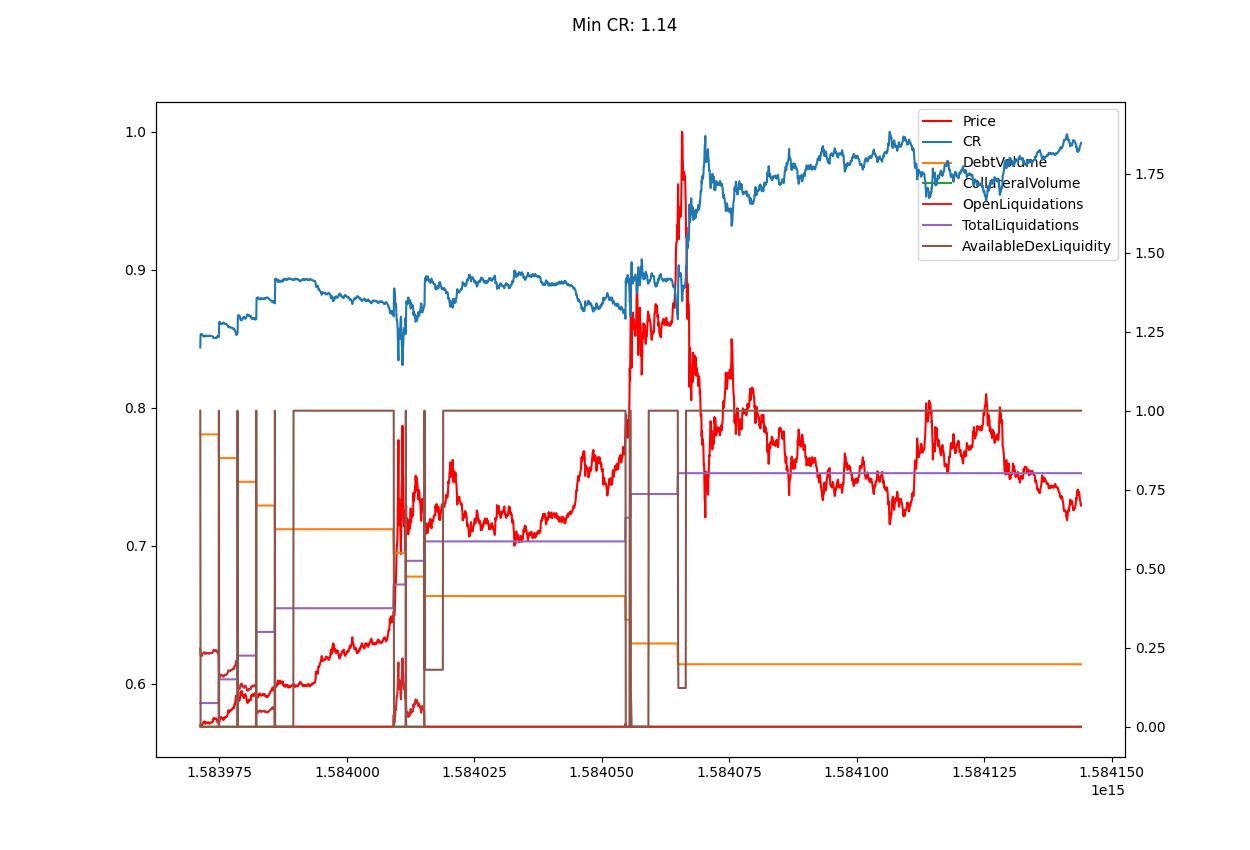 Min CR: 1.14
1.0
0.9
0.8
0.7
0.6
Price
CR
DebtVolume
CollateralVolume
OpenLiquidations
TotalLiquidations
AvailableDexLiquidity
1.75
1.50
1.25
1.00
0.75
0.50
0.25
0.00
1.583975 1.584000 1.584025 1.584050 1.584075 1.584100 1.584125 1.584150
1e15